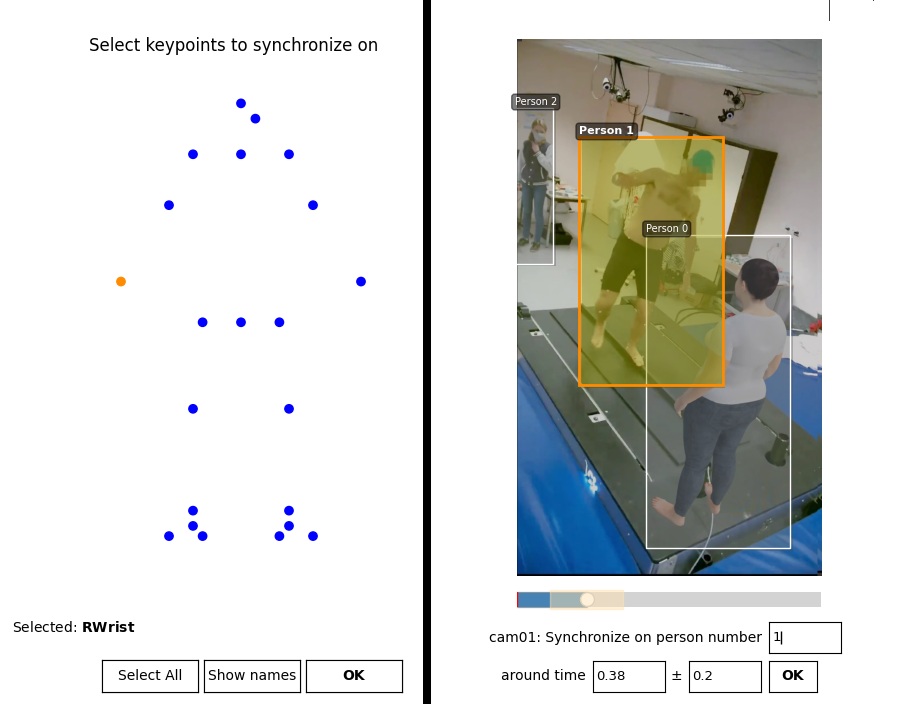 Select keypoints to synchronize on
Selected: RWrist
Select All
Show names
OK
Person 2
Person 1
Person 0
cam01: Synchronize on person number 1
around time 0.38 ± 0.2 OK